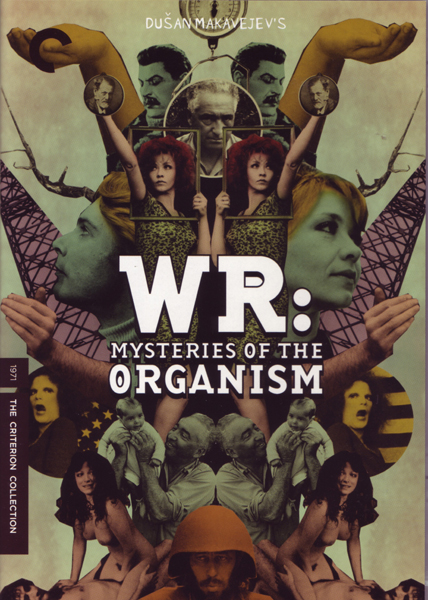 DUŠAN MAKAVEJEV'S
WR:
MYSTERIES OF THE
ORGANISM
1971
THE CRITERION COLLECTION